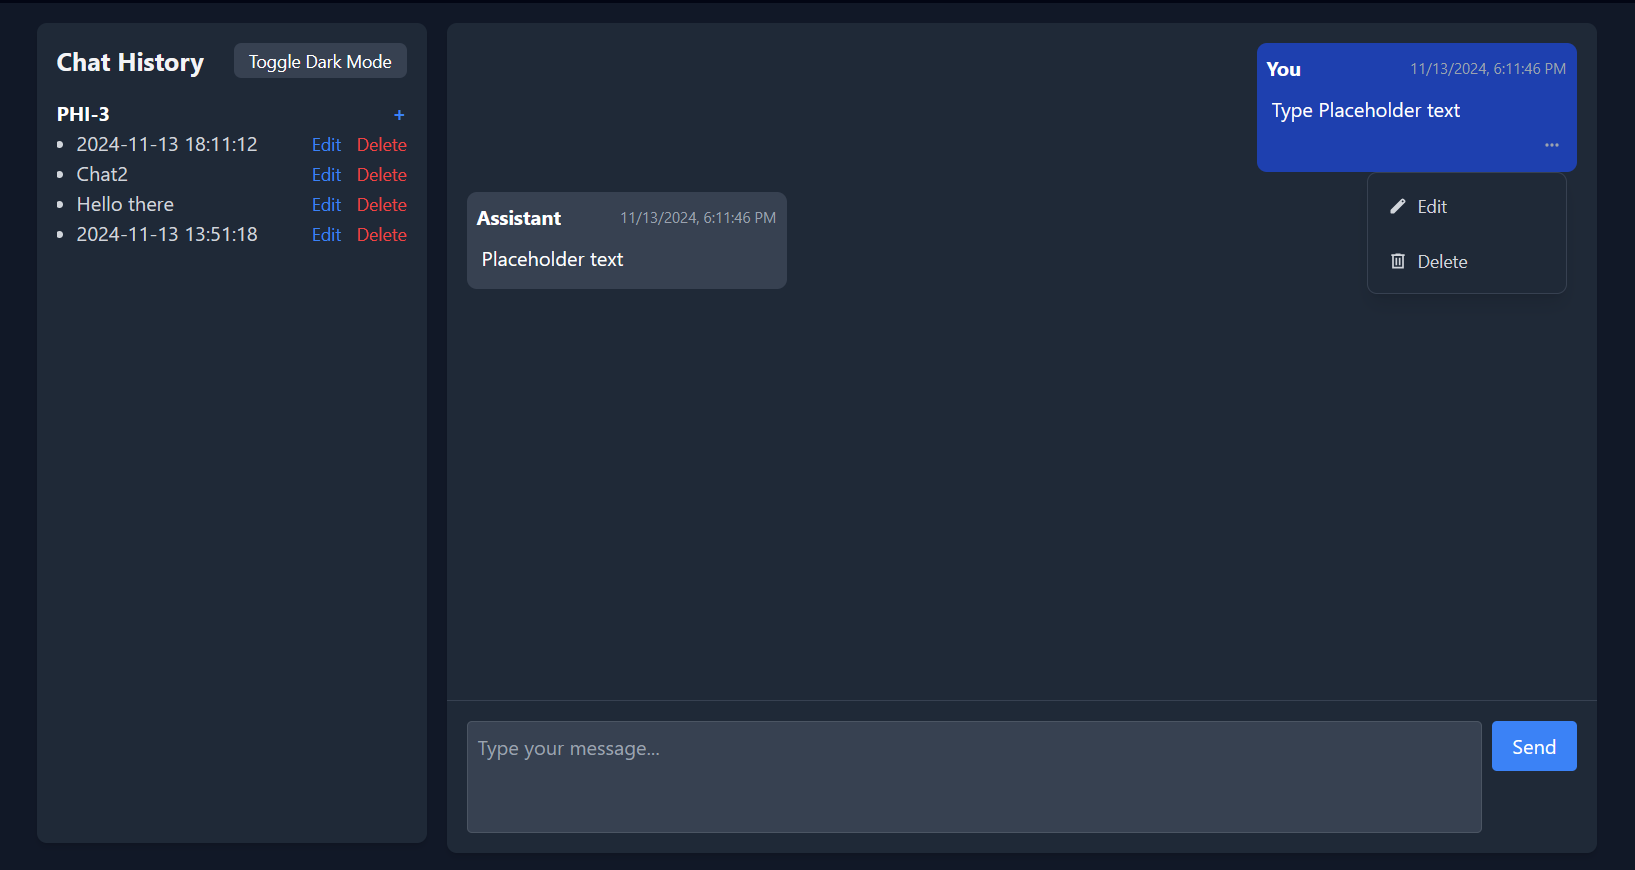 Chat History
Toggle Dark Mode
PHI-3 +
• 2024-11-13 18:11:12 Edit Delete
• Chat2 Edit Delete
• Hello there Edit Delete
• 2024-11-13 13:51:18 Edit Delete
You 11/13/2024, 6:11:46 PM
Type Placeholder text
...
Edit
Delete
Assistant 11/13/2024, 6:11:46 PM
Placeholder text
Type your message...
Send